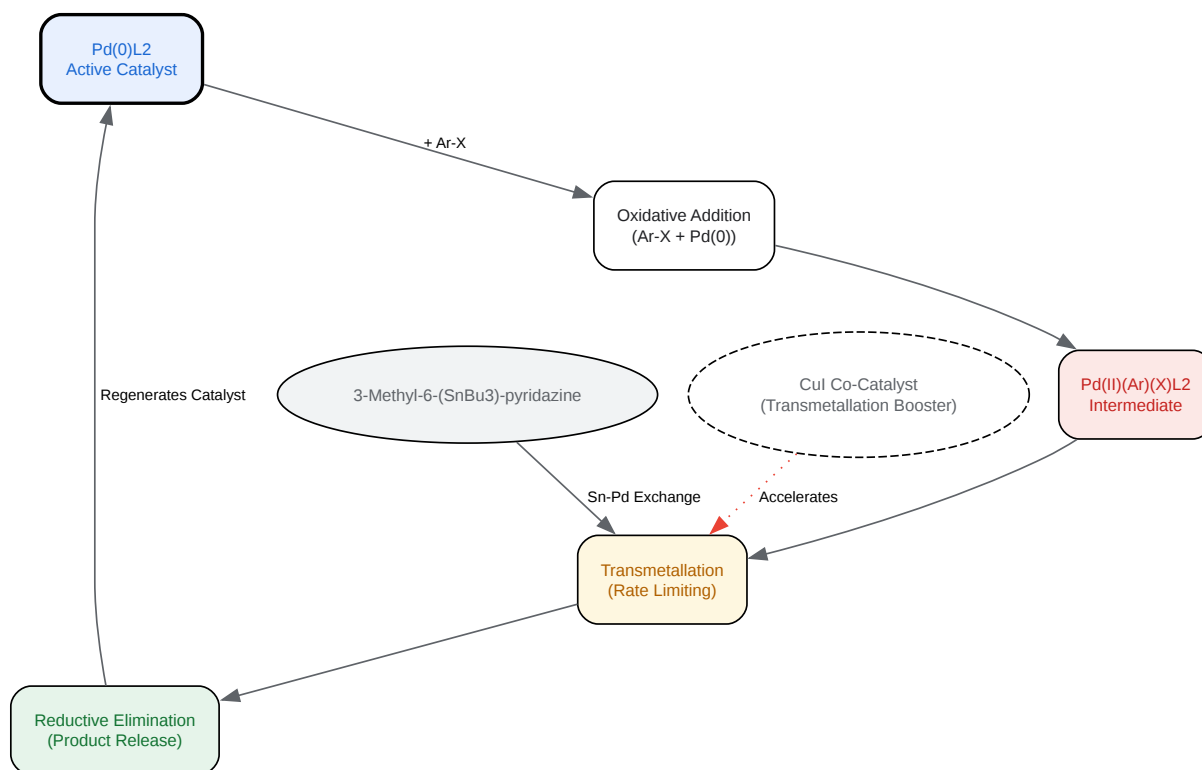 Pd(0)L2
Active Catalyst
+ Ar-X
Oxidative Addition
(Ar-X + Pd(0))
CuI Co-Catalyst
(Transmetallation Booster)
Pd(II)(Ar)(X)L2
Intermediate
Regenerates Catalyst
3-Methyl-6-(SnBu3)-pyridazine
Sn-Pd Exchange
Accelerates
Transmetallation
(Rate Limiting)
Reductive Elimination
(Product Release)